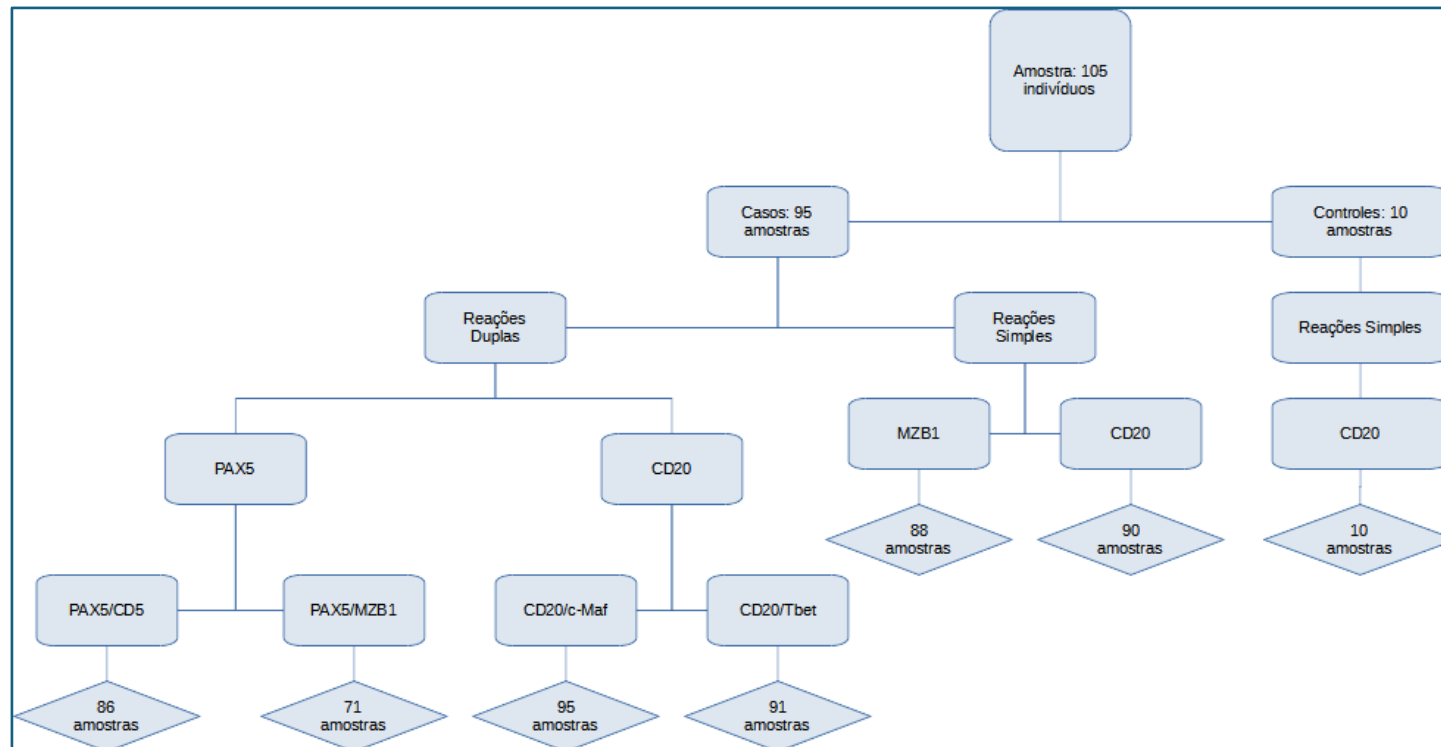 Amostra: 105
indivíduos
Casos: 95
amostras
Controles: 10
amostras
Reações
Duplas
Reações
Simples
Reações Simples
PAX5
CD20
MZB1
CD20
CD20
88
amostras
90
amostras
10
amostras
PAX5/CD5
PAX5/MZB1
CD20/c-Maf
CD20/Tbet
86
amostras
71
amostras
95
amostras
91
amostras